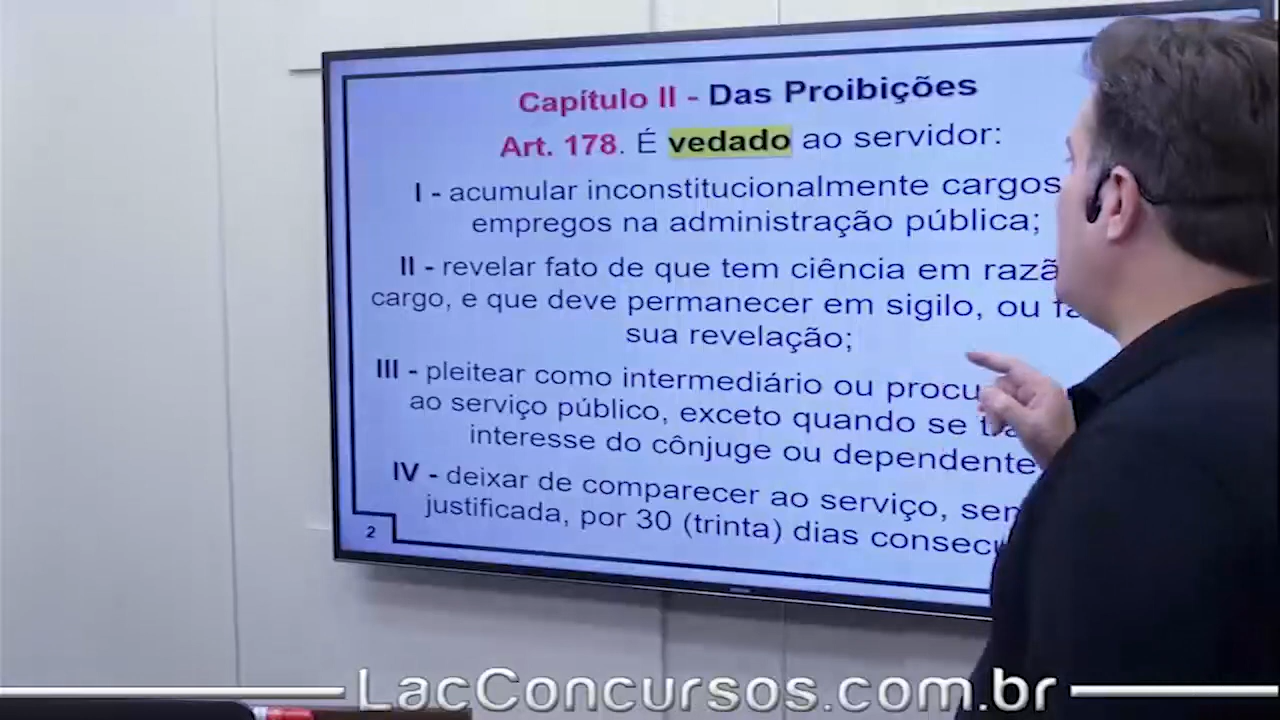 Capítulo II - Das Proibições
Art. 178. É vedado ao servidor:
I - acumular inconstitucionalmente cargos
empregos na administração pública;
II - revelar fato de que tem ciência em
cargo, e que deve permanecer em sigilo, ou
sua revelação;
III - pleitear como intermediário ou
ao serviço público, exceto quando se
interesse do cônjuge ou dependente
IV - deixar de comparecer ao serviço,
justificada, por 30 (trinta) dias
2
LacConcursos.com.br